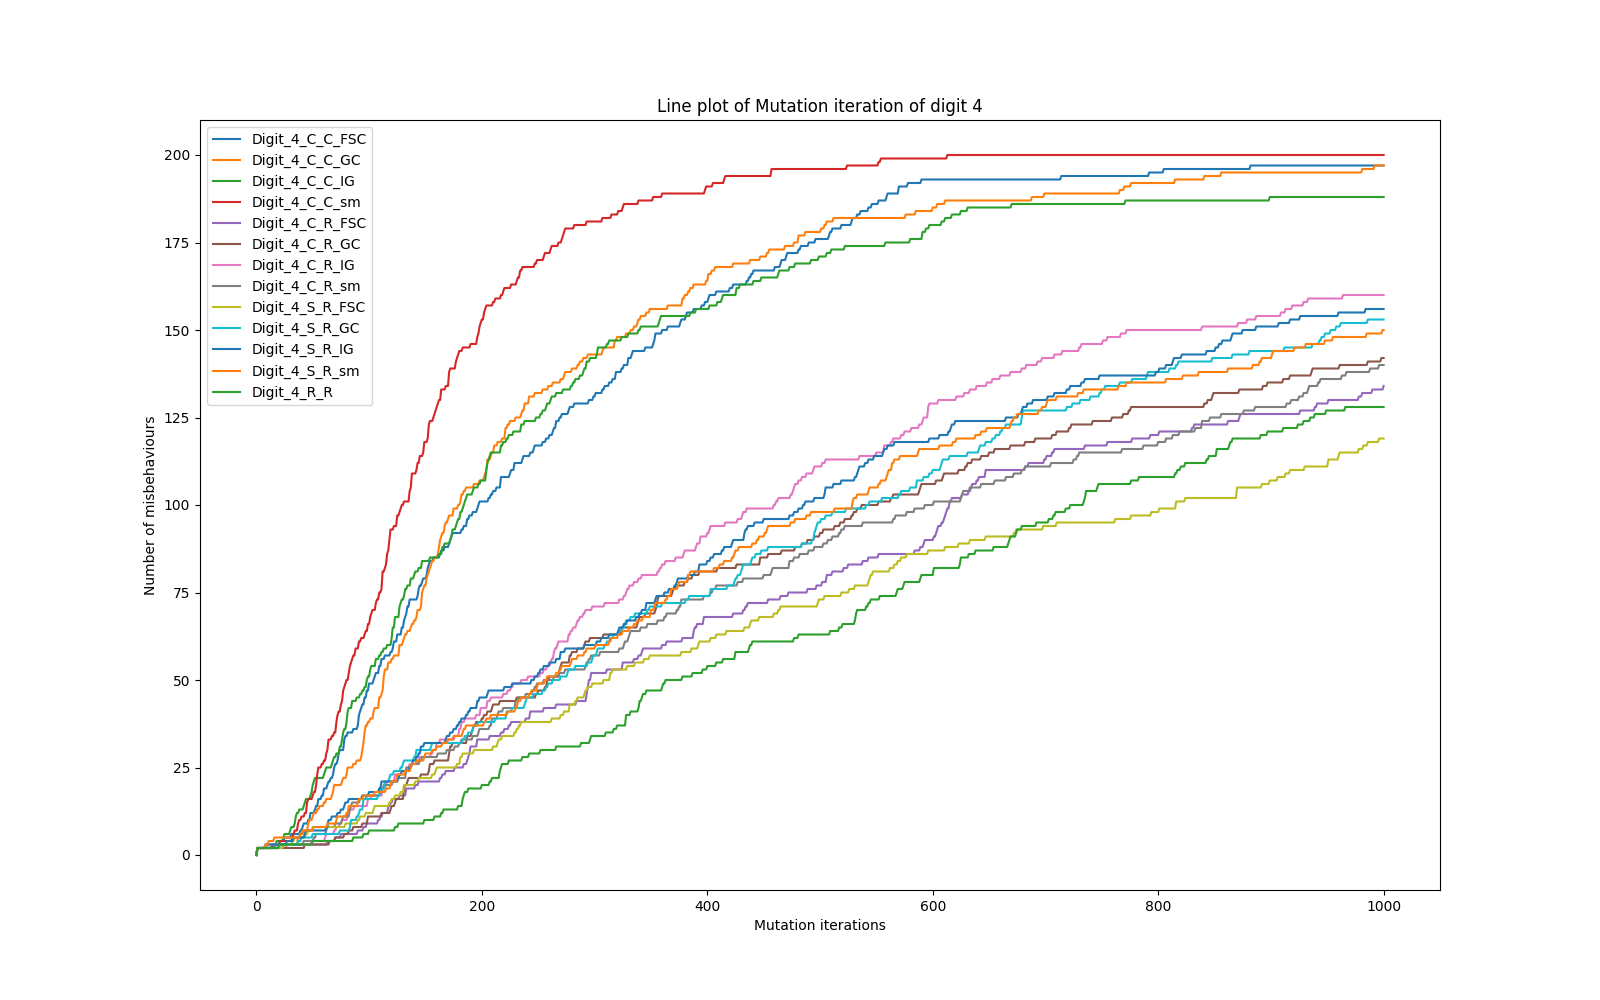 Line plot of Mutation iteration of digit 4
Digit_4_C_C_FSC
Digit_4_C_C_GC
Digit_4_C_C_IG
Digit_4_C_C_sm
Digit_4_C_R_FSC
Digit_4_C_R_GC
Digit_4_C_R_IG
Digit_4_C_R_sm
Digit_4_S_R_FSC
Digit_4_S_R_GC
Digit_4_S_R_IG
Digit_4_S_R_sm
Digit_4_R_R
Number of misbehaviours
200
175
150
125
100
75
50
25
0
0 200 400 600 800 1000
Mutation iterations